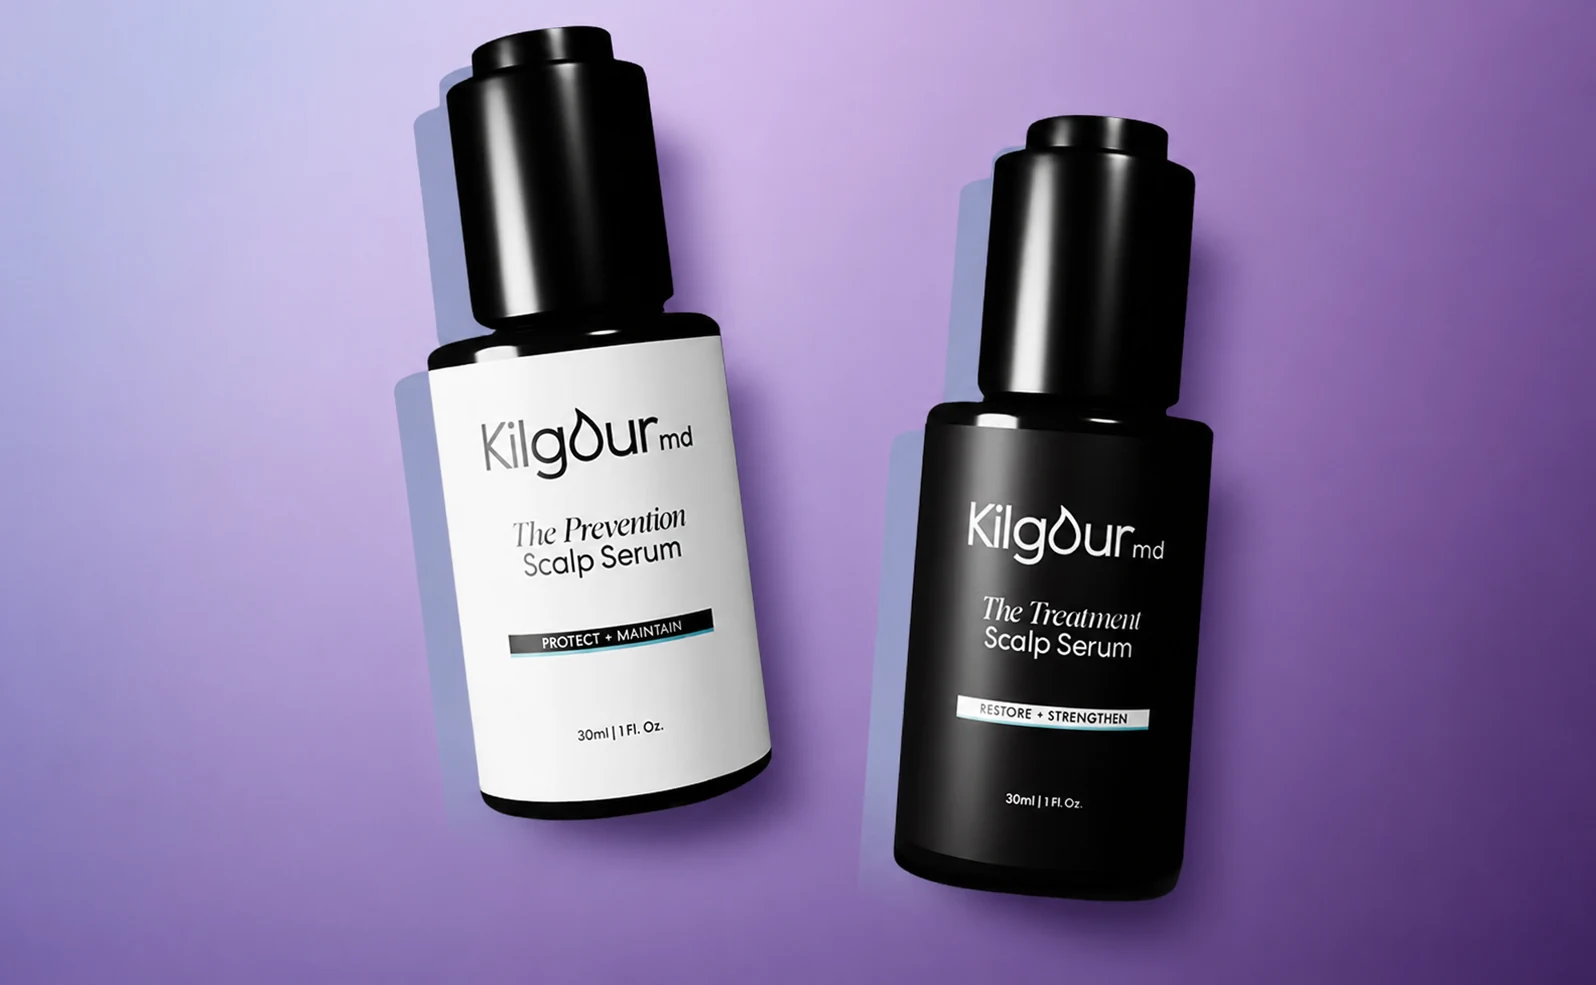 Kilgour md
The Prevention
Scalp Serum
PROTECT + MAINTAIN
30ml | 1 Fl. Oz.
Kilgour md
The Treatment
Scalp Serum
RESTORE + STRENGTHEN
30ml | 1 Fl. Oz.